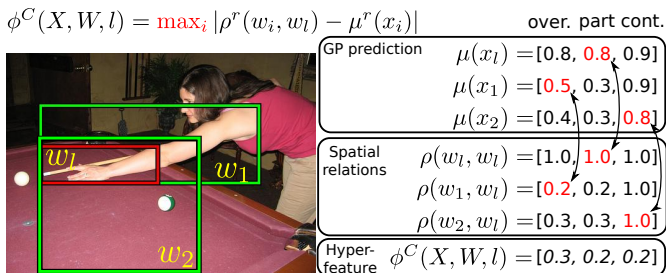 ϕ^C(X, W, l) = max_i |ρ^r(w_i, w_l) − μ^r(x_i)|
over. part cont.
GP prediction
μ(x_l) =[0.8, 0.8, 0.9]
μ(x_1) =[0.5, 0.3, 0.9]
μ(x_2) =[0.4, 0.3, 0.8]
w_l
w_1
w_2
Spatial
relations
ρ(w_l, w_l) =[1.0, 1.0, 1.0]
ρ(w_1, w_l) =[0.2, 0.2, 1.0]
ρ(w_2, w_l) =[0.3, 0.3, 1.0]
Hyper-
feature
ϕ^C(X, W, l) =[0.3, 0.2, 0.2]